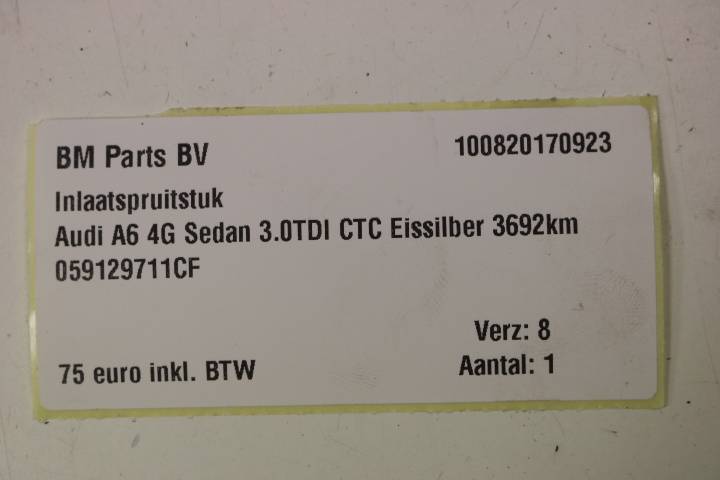 BM Parts BV 100820170923
Inlaatspruitstuk
Audi A6 4G Sedan 3.0TDI CTC Eissilber 3692km
059129711CF
Verz: 8
75 euro inkl. BTW Aantal: 1